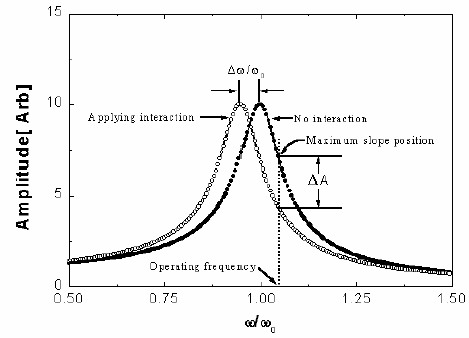 15
Δω/ω0
10
Applying interaction
No interaction
Maximum slope position
ΔA
5
Operating frequency
0
0.50 0.75 1.00 1.25 1.50
ω/ω0
Amplitude[Arb]